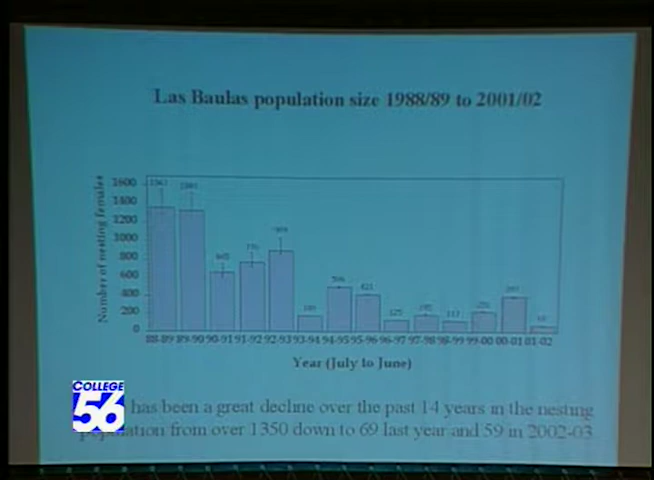 Las Baulas population size 1988/89 to 2001/02
Number of nesting females
1600
1400
1200
1000
800
600
400
200
0
88-89 89-90 90-91 91-92 92-93 93-94 94-95 95-96 96-97 97-98 98-99 99-00 00-01 01-02
Year (July to June)
COLLEGE
56
has been a great decline over the past 14 years in the nesting
population from over 1350 down to 69 last year and 59 in 2002-03